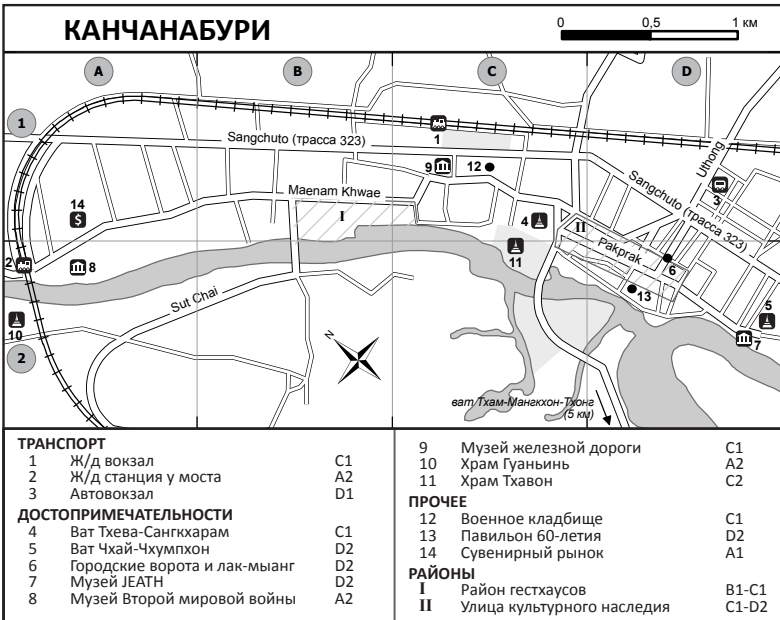 КАНЧАНАБУРИ
0 0,5 1 км
A B C D
1
1
Sangchuto (трасса 323)
9
12
Uthong
3
14
$
Maenam Khwae
I
Sangchuto (трасса 323)
4
II
Pakprak
11
2
8
6
5
13
Sut Chai
10
2
N
7
ват Тхам-Мангкхон-Тхонг
(5 км)
ТРАНСПОРТ
1 Ж/д вокзал C1
2 Ж/д станция у моста A2
3 Автовокзал D1
ДОСТОПРИМЕЧАТЕЛЬНОСТИ
4 Ват Тхева-Сангкхарам C1
5 Ват Чхай-Чхумпхон D2
6 Городские ворота и лак-мыанг D2
7 Музей JEATH D2
8 Музей Второй мировой войны A2
9 Музей железной дороги C1
10 Храм Гуаньинь A2
11 Храм Тхавон C2
ПРОЧЕЕ
12 Военное кладбище C1
13 Павильон 60-летия D2
14 Сувенирный рынок A1
РАЙОНЫ
I Район гестхаусов B1-C1
II Улица культурного наследия C1-D2